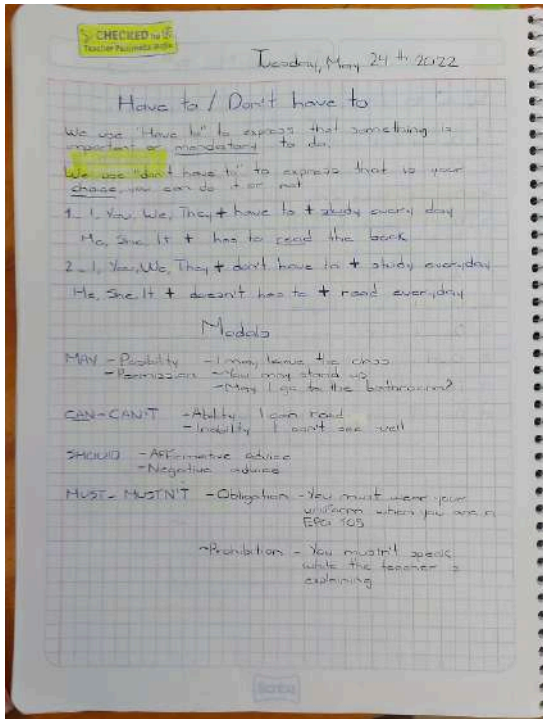 CHECKED
Teacher
Tuesday, May 24 th 2022
Have to / Don't have to
We use "Have to" to express that something is
important or mandatory to do.
We use "don't have to" to express that is your
choise, you can do it or not
1_ I, You, We, They + have to + study every day
He, She, It + has to read the book
2_ I, You, We, They + don't have to + study everyday
He, She, It + doesn't has to + read everyday
Modals
MAY - Posibility - I may leave the class
- Permission - You may stand up
- May I go to the bathroom?
CAN - CAN'T - Ability I can read
- Inability I can't see well
SHOULD - Affirmative advice
- Negative advice
MUST - MUSTN'T - Obligation - You must wear your
uniform when you are in
105
- Prohibition - You mustn't speak
while the teacher is
explaining
Scribe